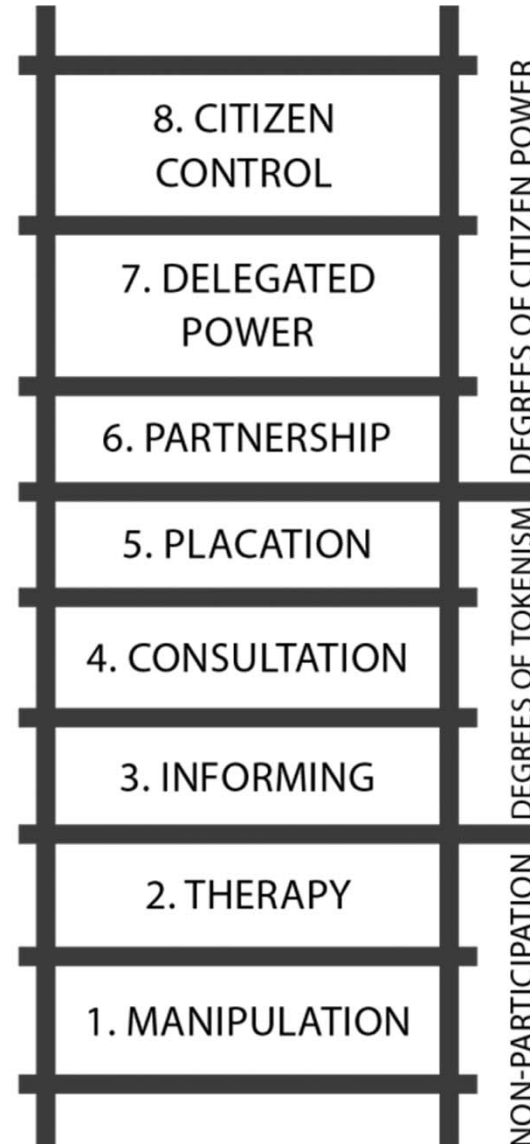 8. CITIZEN
CONTROL
7. DELEGATED
POWER
6. PARTNERSHIP
5. PLACATION
4. CONSULTATION
3. INFORMING
2. THERAPY
1. MANIPULATION
DEGREES OF CITIZEN POWER
DEGREES OF TOKENISM
NON-PARTICIPATION